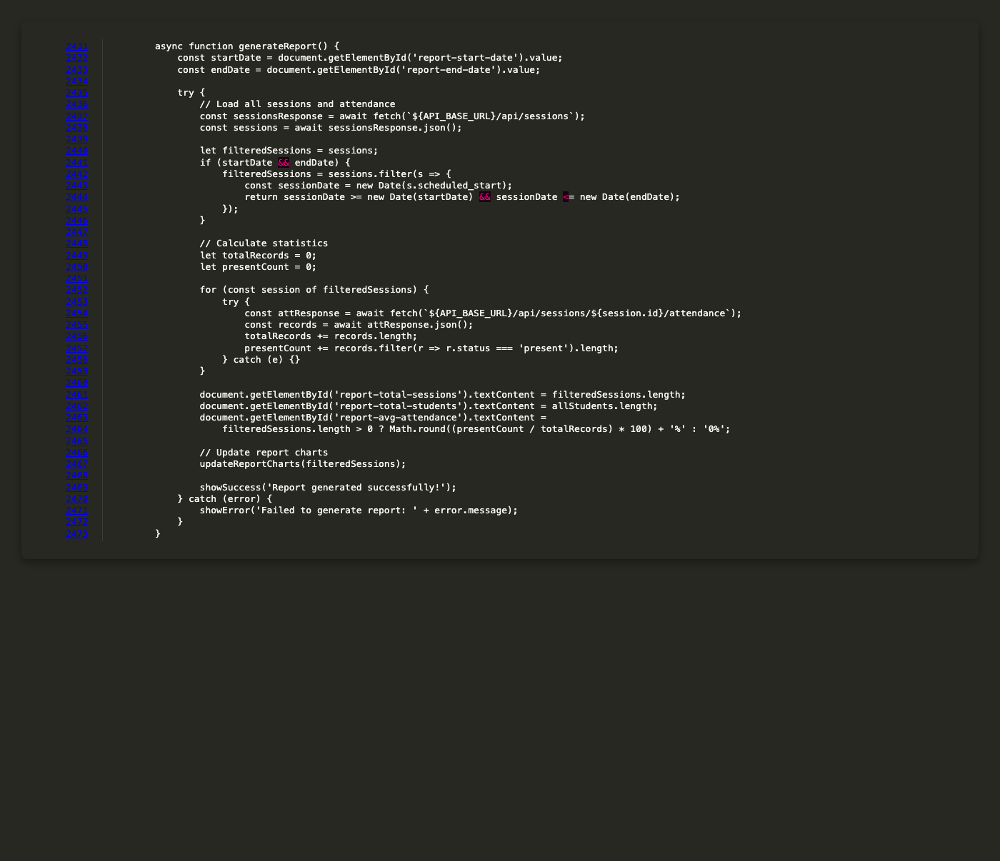 2431 async function generateReport() {
2432 const startDate = document.getElementById('report-start-date').value;
2433 const endDate = document.getElementById('report-end-date').value;
2434
2435 try {
2436 // Load all sessions and attendance
2437 const sessionsResponse = await fetch(`${API_BASE_URL}/api/sessions`);
2438 const sessions = await sessionsResponse.json();
2439
2440 let filteredSessions = sessions;
2441 if (startDate && endDate) {
2442 filteredSessions = sessions.filter(s => {
2443 const sessionDate = new Date(s.scheduled_start);
2444 return sessionDate >= new Date(startDate) && sessionDate <= new Date(endDate);
2445 });
2446 }
2447
2448 // Calculate statistics
2449 let totalRecords = 0;
2450 let presentCount = 0;
2451
2452 for (const session of filteredSessions) {
2453 try {
2454 const attResponse = await fetch(`${API_BASE_URL}/api/sessions/${session.id}/attendance`);
2455 const records = await attResponse.json();
2456 totalRecords += records.length;
2457 presentCount += records.filter(r => r.status === 'present').length;
2458 } catch (e) {}
2459 }
2460
2461 document.getElementById('report-total-sessions').textContent = filteredSessions.length;
2462 document.getElementById('report-total-students').textContent = allStudents.length;
2463 document.getElementById('report-avg-attendance').textContent =
2464 filteredSessions.length > 0 ? Math.round((presentCount / totalRecords) * 100) + '%' : '0%';
2465
2466 // Update report charts
2467 updateReportCharts(filteredSessions);
2468
2469 showSuccess('Report generated successfully!');
2470 } catch (error) {
2471 showError('Failed to generate report: ' + error.message);
2472 }
2473 }